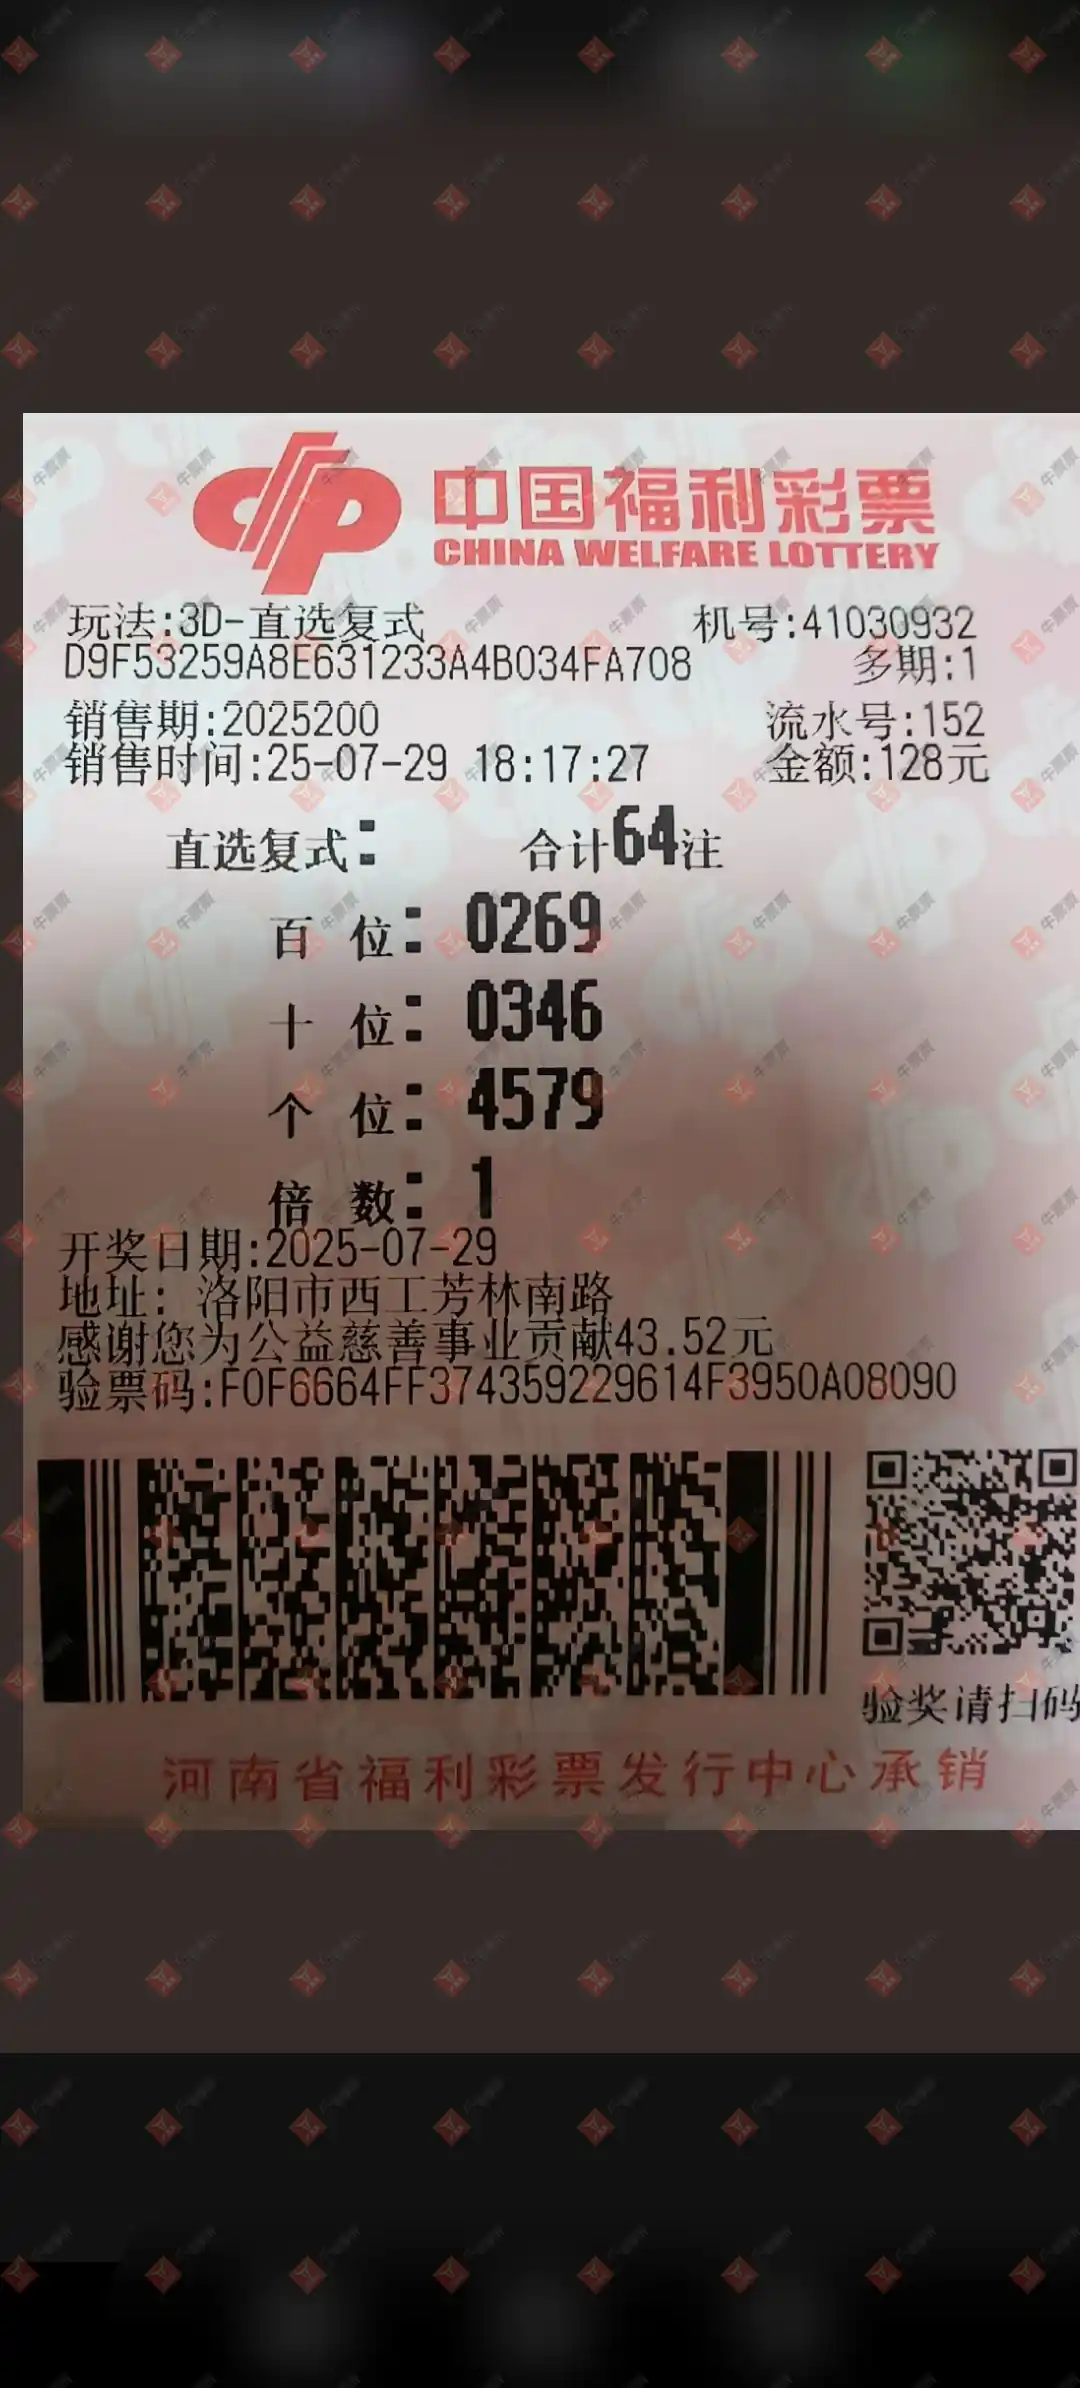 中国福利彩票
CHINA WELFARE LOTTERY
玩法:3D-直选复式 机号:41030932
D9F53259A8E631233A4B034FA708 多期:1
销售期:2025200 流水号:152
销售时间:25-07-29 18:17:27 金额:128元
直选复式: 合计64注
百 位: 0269
十 位: 0346
个 位: 4579
倍 数: 1
开奖日期:2025-07-29
地址: 洛阳市西工芳林南路
感谢您为公益慈善事业贡献43.52元
验票码:F0F6664FF374359229614F3950A08090
验奖请扫码
河南省福利彩票发行中心承销
牛票票